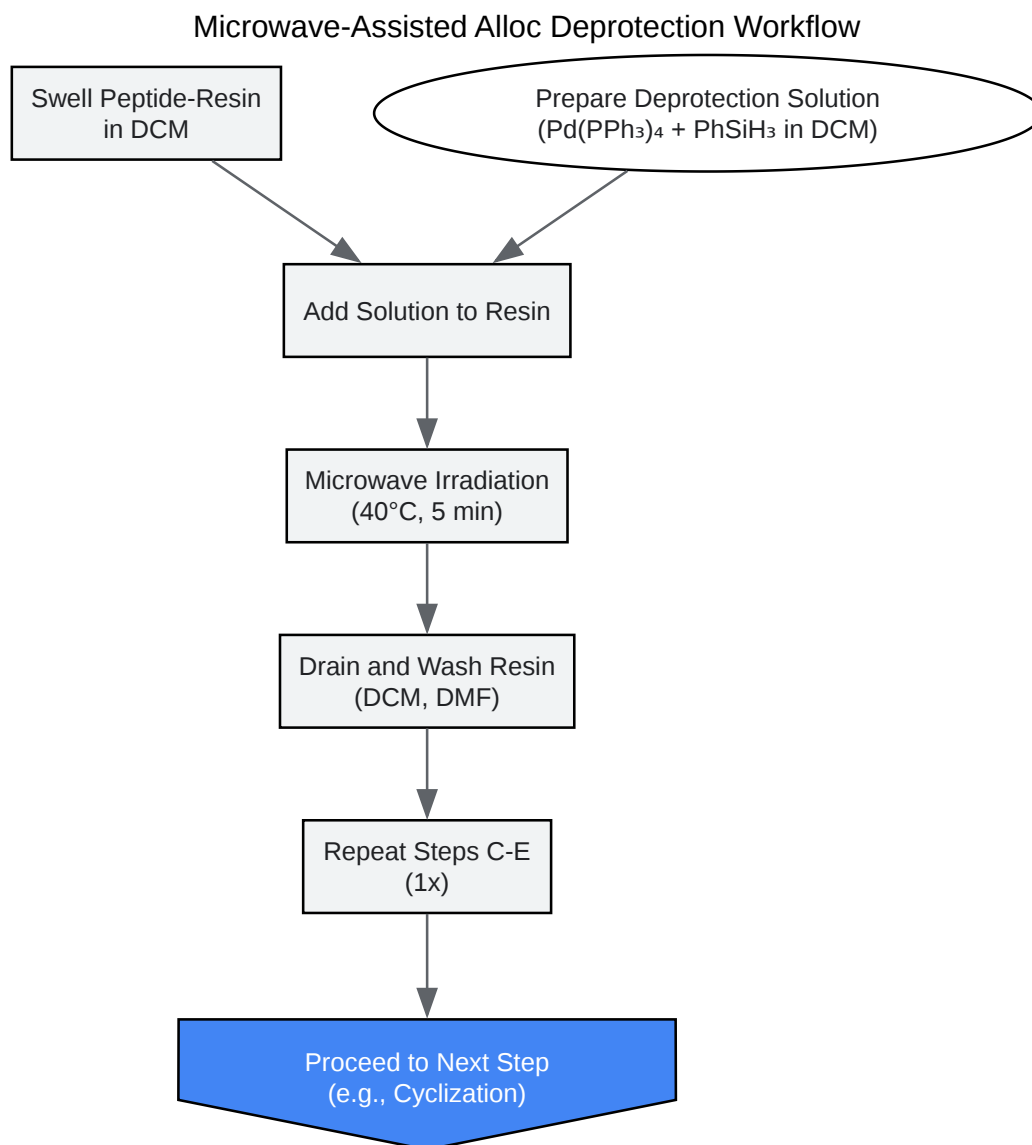 Microwave-Assisted Alloc Deprotection Workflow
Swell Peptide-Resin
in DCM
Prepare Deprotection Solution
(Pd(PPh₃)₄ + PhSiH₃ in DCM)
Add Solution to Resin
Microwave Irradiation
(40°C, 5 min)
Drain and Wash Resin
(DCM, DMF)
Repeat Steps C-E
(1x)
Proceed to Next Step
(e.g., Cyclization)